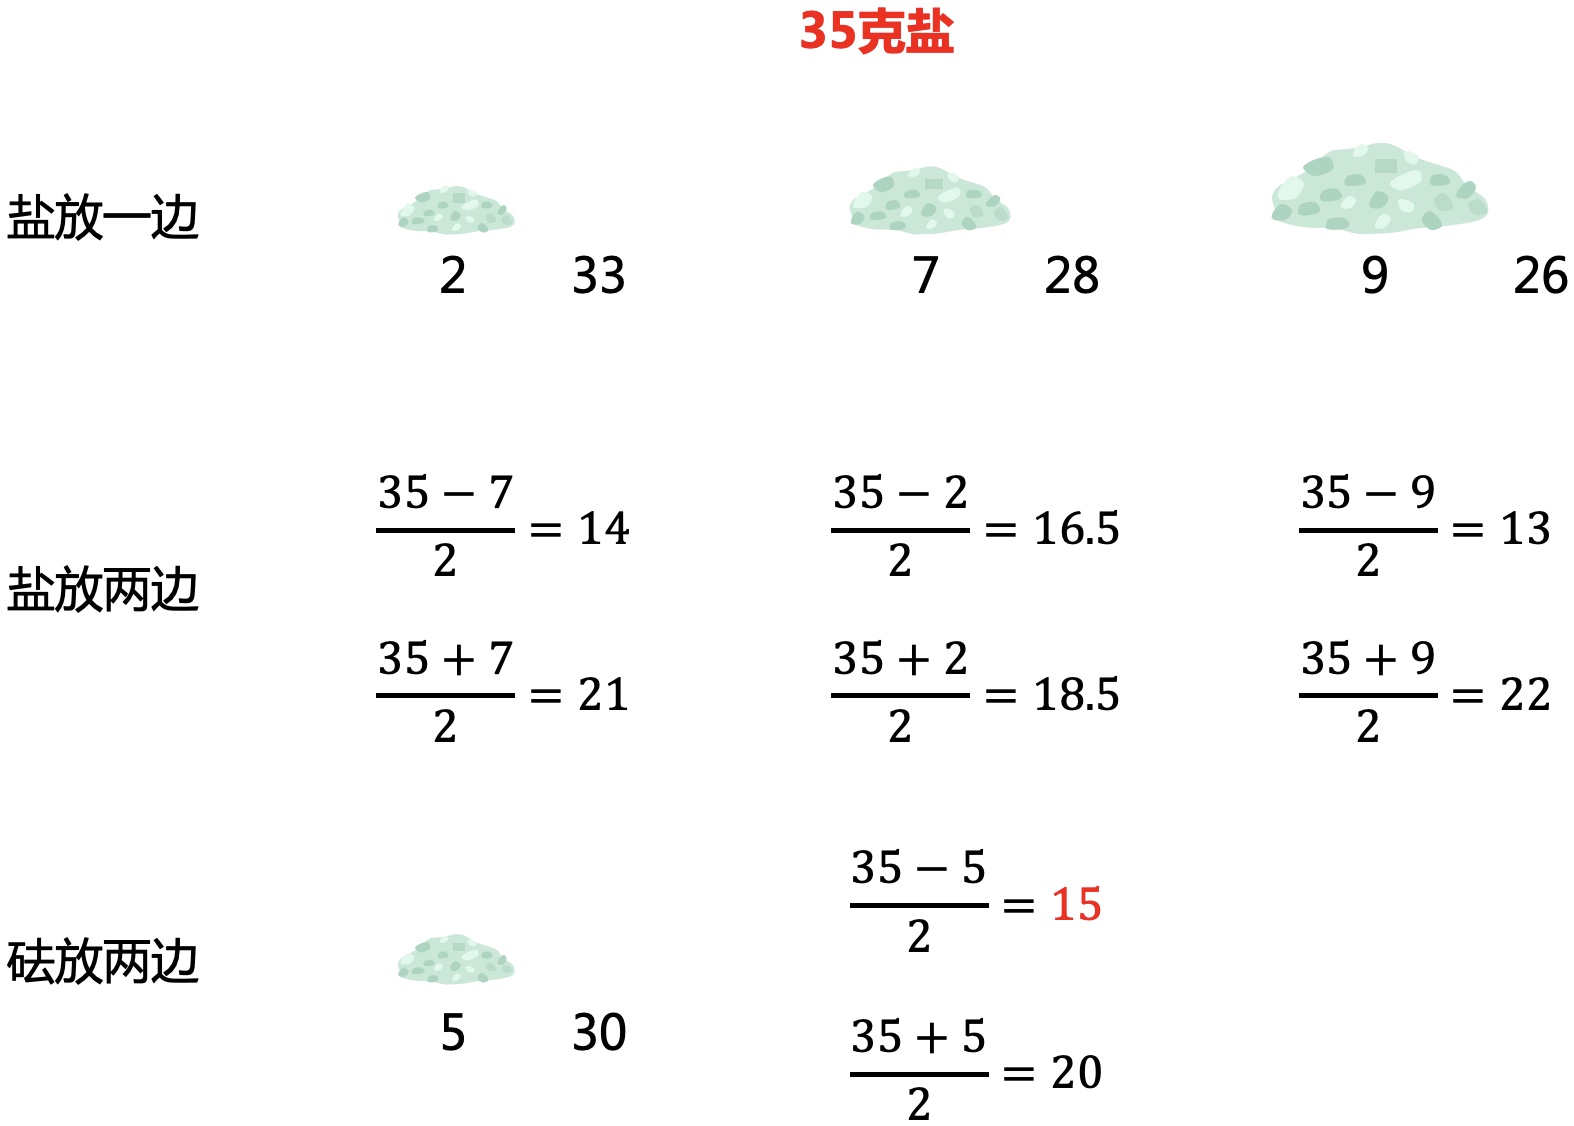 35克盐
盐放一边
2 33 7 28 9 26
盐放两边
\frac{35 − 7}{2} = 14 \frac{35 − 2}{2} = 16.5 \frac{35 − 9}{2} = 13
\frac{35 + 7}{2} = 21 \frac{35 + 2}{2} = 18.5 \frac{35 + 9}{2} = 22
砝放两边
5 30
\frac{35 − 5}{2} = 15
\frac{35 + 5}{2} = 20